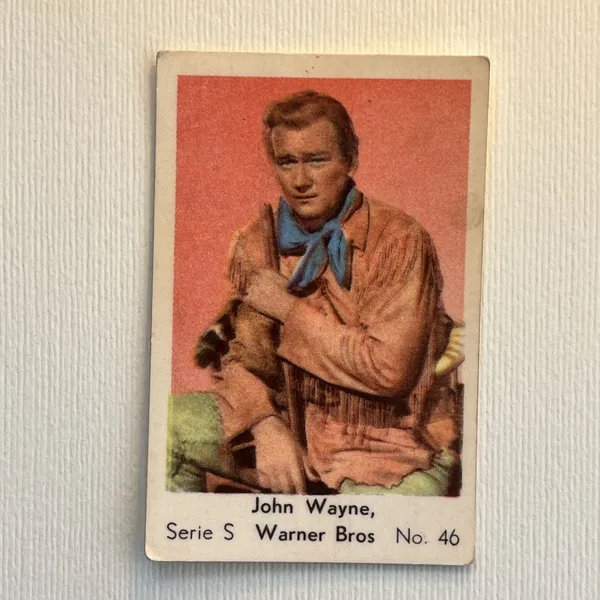 John Wayne,
Serie S Warner Bros No. 46